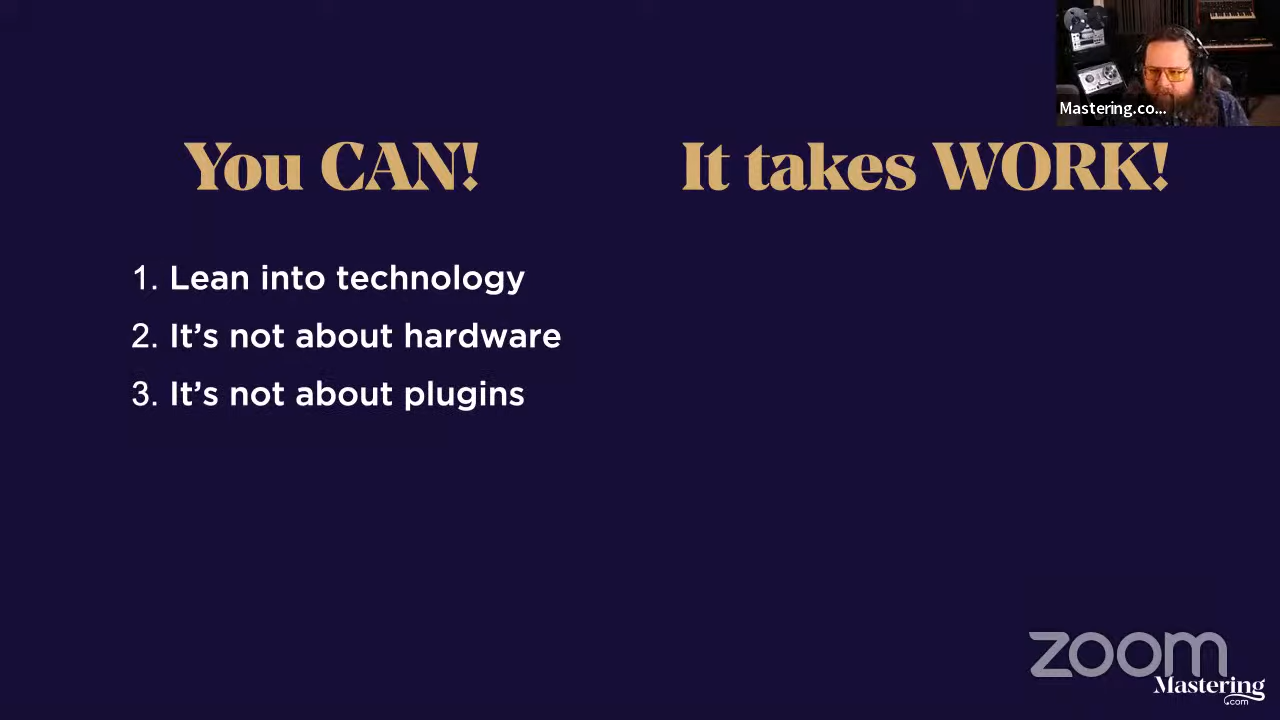 Mastering.co...
You CAN!
It takes WORK!
1. Lean into technology
2. It’s not about hardware
3. It’s not about plugins
zoom
Mastering
.com